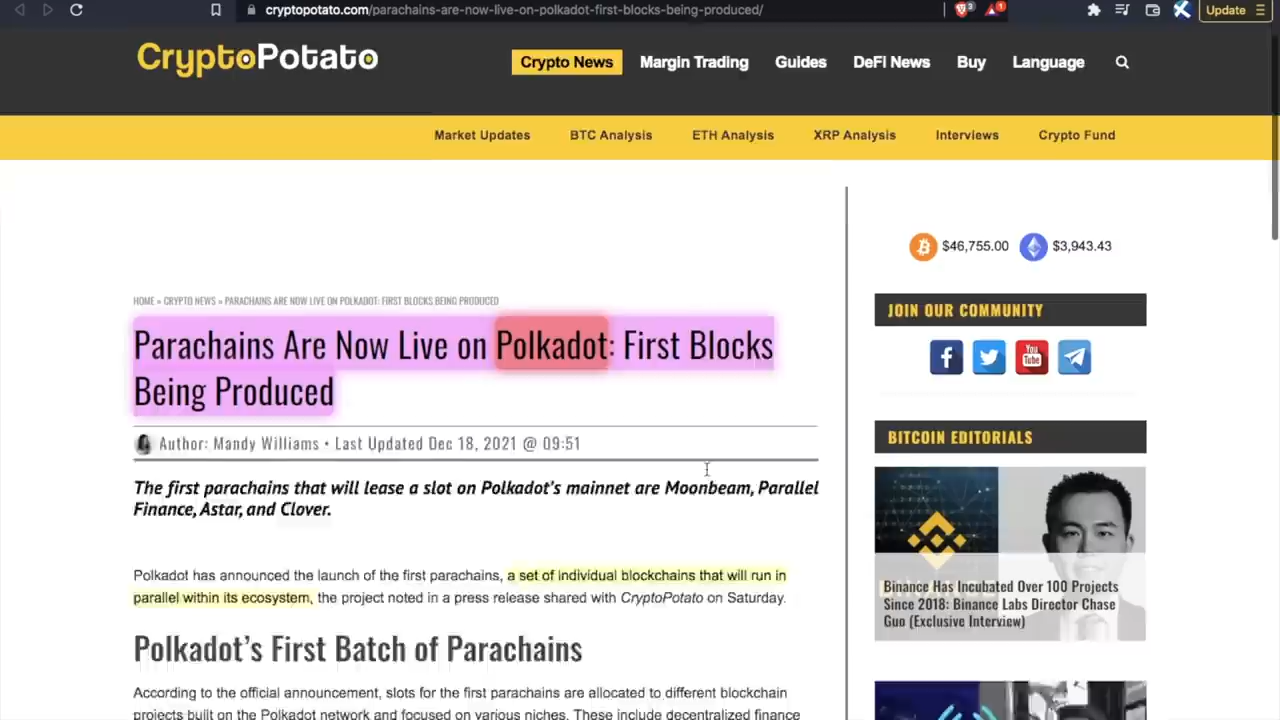 cryptopotato.com/parachains-are-now-live-on-polkadot-first-blocks-being-produced/
3
1
Update
CryptoPotato
Crypto News
Margin Trading
Guides
DeFi News
Buy
Language
Market Updates
BTC Analysis
ETH Analysis
XRP Analysis
Interviews
Crypto Fund
$46,755.00
$3,943.43
HOME » CRYPTO NEWS » PARACHAINS ARE NOW LIVE ON POLKADOT: FIRST BLOCKS BEING PRODUCED
Parachains Are Now Live on Polkadot: First Blocks
Being Produced
Author: Mandy Williams • Last Updated Dec 18, 2021 @ 09:51
The first parachains that will lease a slot on Polkadot's mainnet are Moonbeam, Parallel
Finance, Astar, and Clover.
Polkadot has announced the launch of the first parachains, a set of individual blockchains that will run in
parallel within its ecosystem, the project noted in a press release shared with CryptoPotato on Saturday.
Polkadot's First Batch of Parachains
According to the official announcement, slots for the first parachains are allocated to different blockchain
projects built on the Polkadot network and focused on various niches. These include decentralized finance
JOIN OUR COMMUNITY
You
Tube
BITCOIN EDITORIALS
Binance Has Incubated Over 100 Projects
Since 2018: Binance Labs Director Chase
Guo (Exclusive Interview)